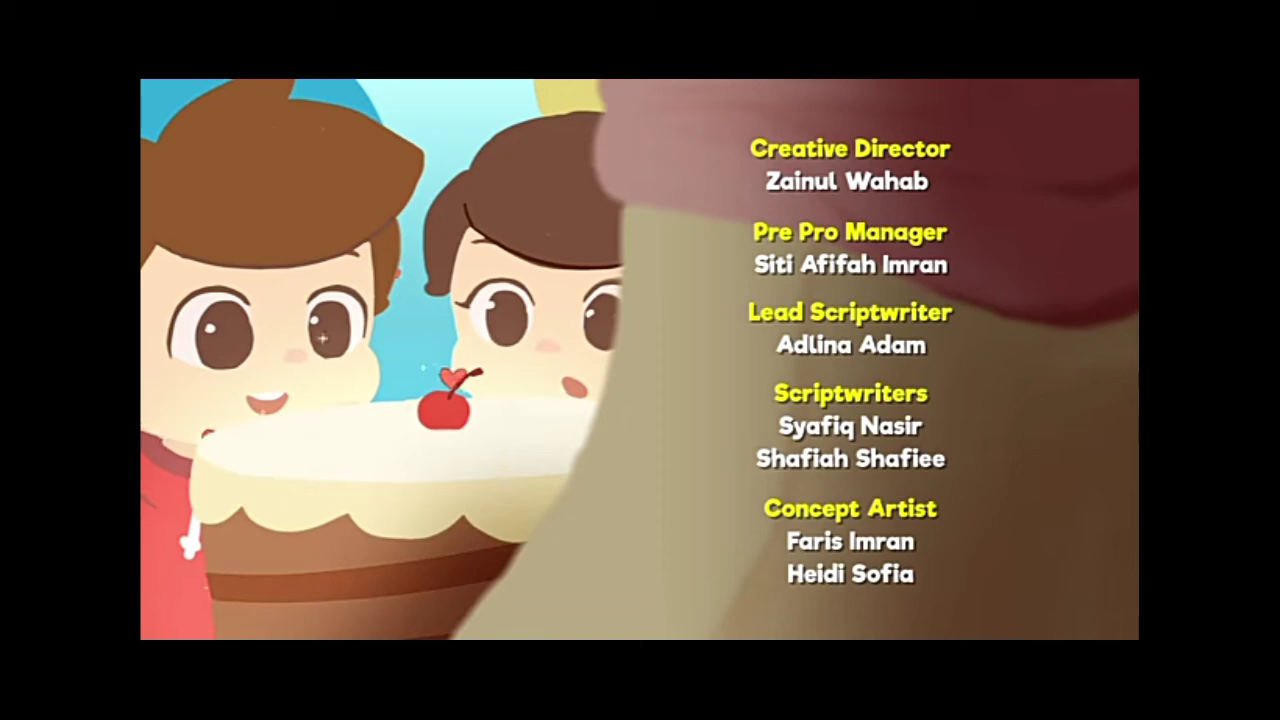 Creative Director
Zainul Wahab
Pre Pro Manager
Siti Afifah Imran
Lead Scriptwriter
Adlina Adam
Scriptwriters
Syafiq Nasir
Shafiah Shafiee
Concept Artist
Faris Imran
Heidi Sofia